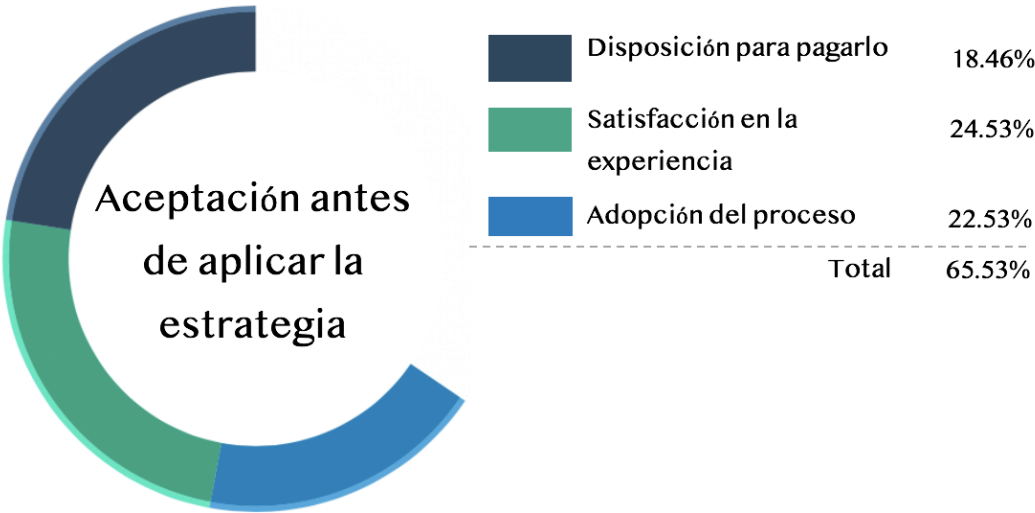 Aceptación antes
de aplicar la
estrategia
Disposición para pagarlo 18.46%
Satisfacción en la
experiencia 24.53%
Adopción del proceso 22.53%
Total 65.53%